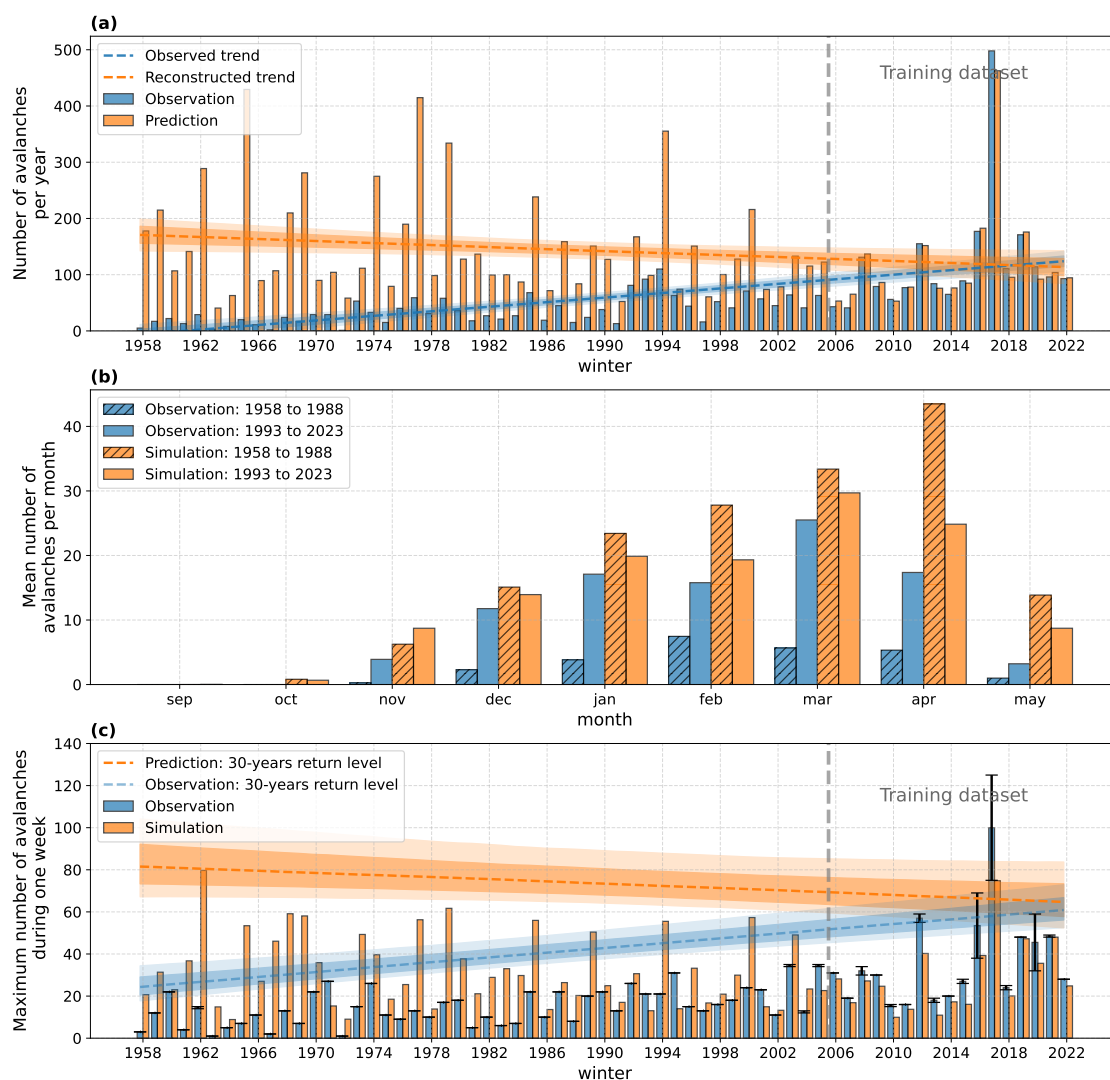 (a)
Number of avalanches
per year
500
400
300
200
100
0
Observed trend
Reconstructed trend
Observation
Prediction
Training dataset
1958 1962 1966 1970 1974 1978 1982 1986 1990 1994 1998 2002 2006 2010 2014 2018 2022
winter
(b)
Mean number of
avalanches per month
40
30
20
10
0
Observation: 1958 to 1988
Observation: 1993 to 2023
Simulation: 1958 to 1988
Simulation: 1993 to 2023
sep oct nov dec jan feb mar apr may
month
(c)
Maximum number of avalanches
during one week
140
120
100
80
60
40
20
0
Prediction: 30-years return level
Observation: 30-years return level
Observation
Simulation
Training dataset
1958 1962 1966 1970 1974 1978 1982 1986 1990 1994 1998 2002 2006 2010 2014 2018 2022
winter